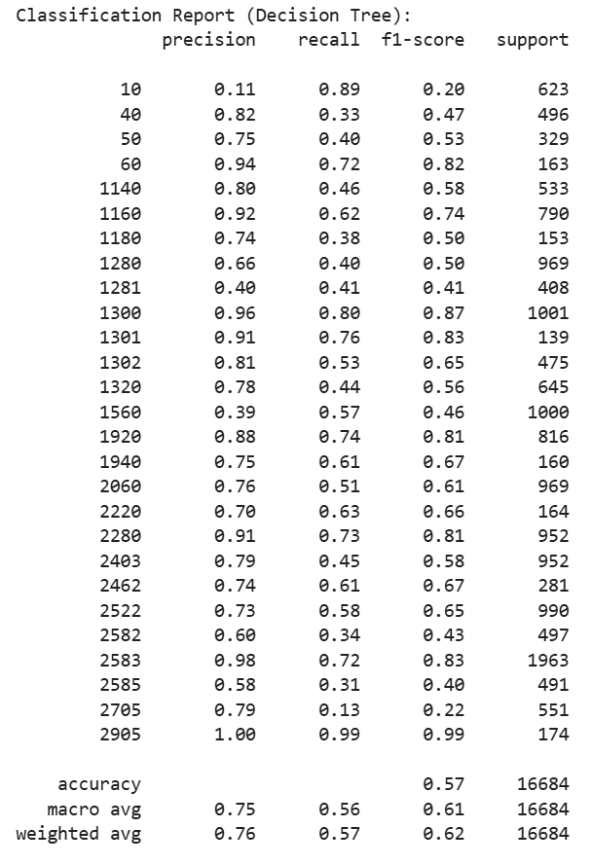 Classification Report (Decision Tree):
precision recall f1-score support
10 0.11 0.89 0.20 623
40 0.82 0.33 0.47 496
50 0.75 0.40 0.53 329
60 0.94 0.72 0.82 163
1140 0.80 0.46 0.58 533
1160 0.92 0.62 0.74 790
1180 0.74 0.38 0.50 153
1280 0.66 0.40 0.50 969
1281 0.40 0.41 0.41 408
1300 0.96 0.80 0.87 1001
1301 0.91 0.76 0.83 139
1302 0.81 0.53 0.65 475
1320 0.78 0.44 0.56 645
1560 0.39 0.57 0.46 1000
1920 0.88 0.74 0.81 816
1940 0.75 0.61 0.67 160
2060 0.76 0.51 0.61 969
2220 0.70 0.63 0.66 164
2280 0.91 0.73 0.81 952
2403 0.79 0.45 0.58 952
2462 0.74 0.61 0.67 281
2522 0.73 0.58 0.65 990
2582 0.60 0.34 0.43 497
2583 0.98 0.72 0.83 1963
2585 0.58 0.31 0.40 491
2705 0.79 0.13 0.22 551
2905 1.00 0.99 0.99 174
accuracy 0.57 16684
macro avg 0.75 0.56 0.61 16684
weighted avg 0.76 0.57 0.62 16684